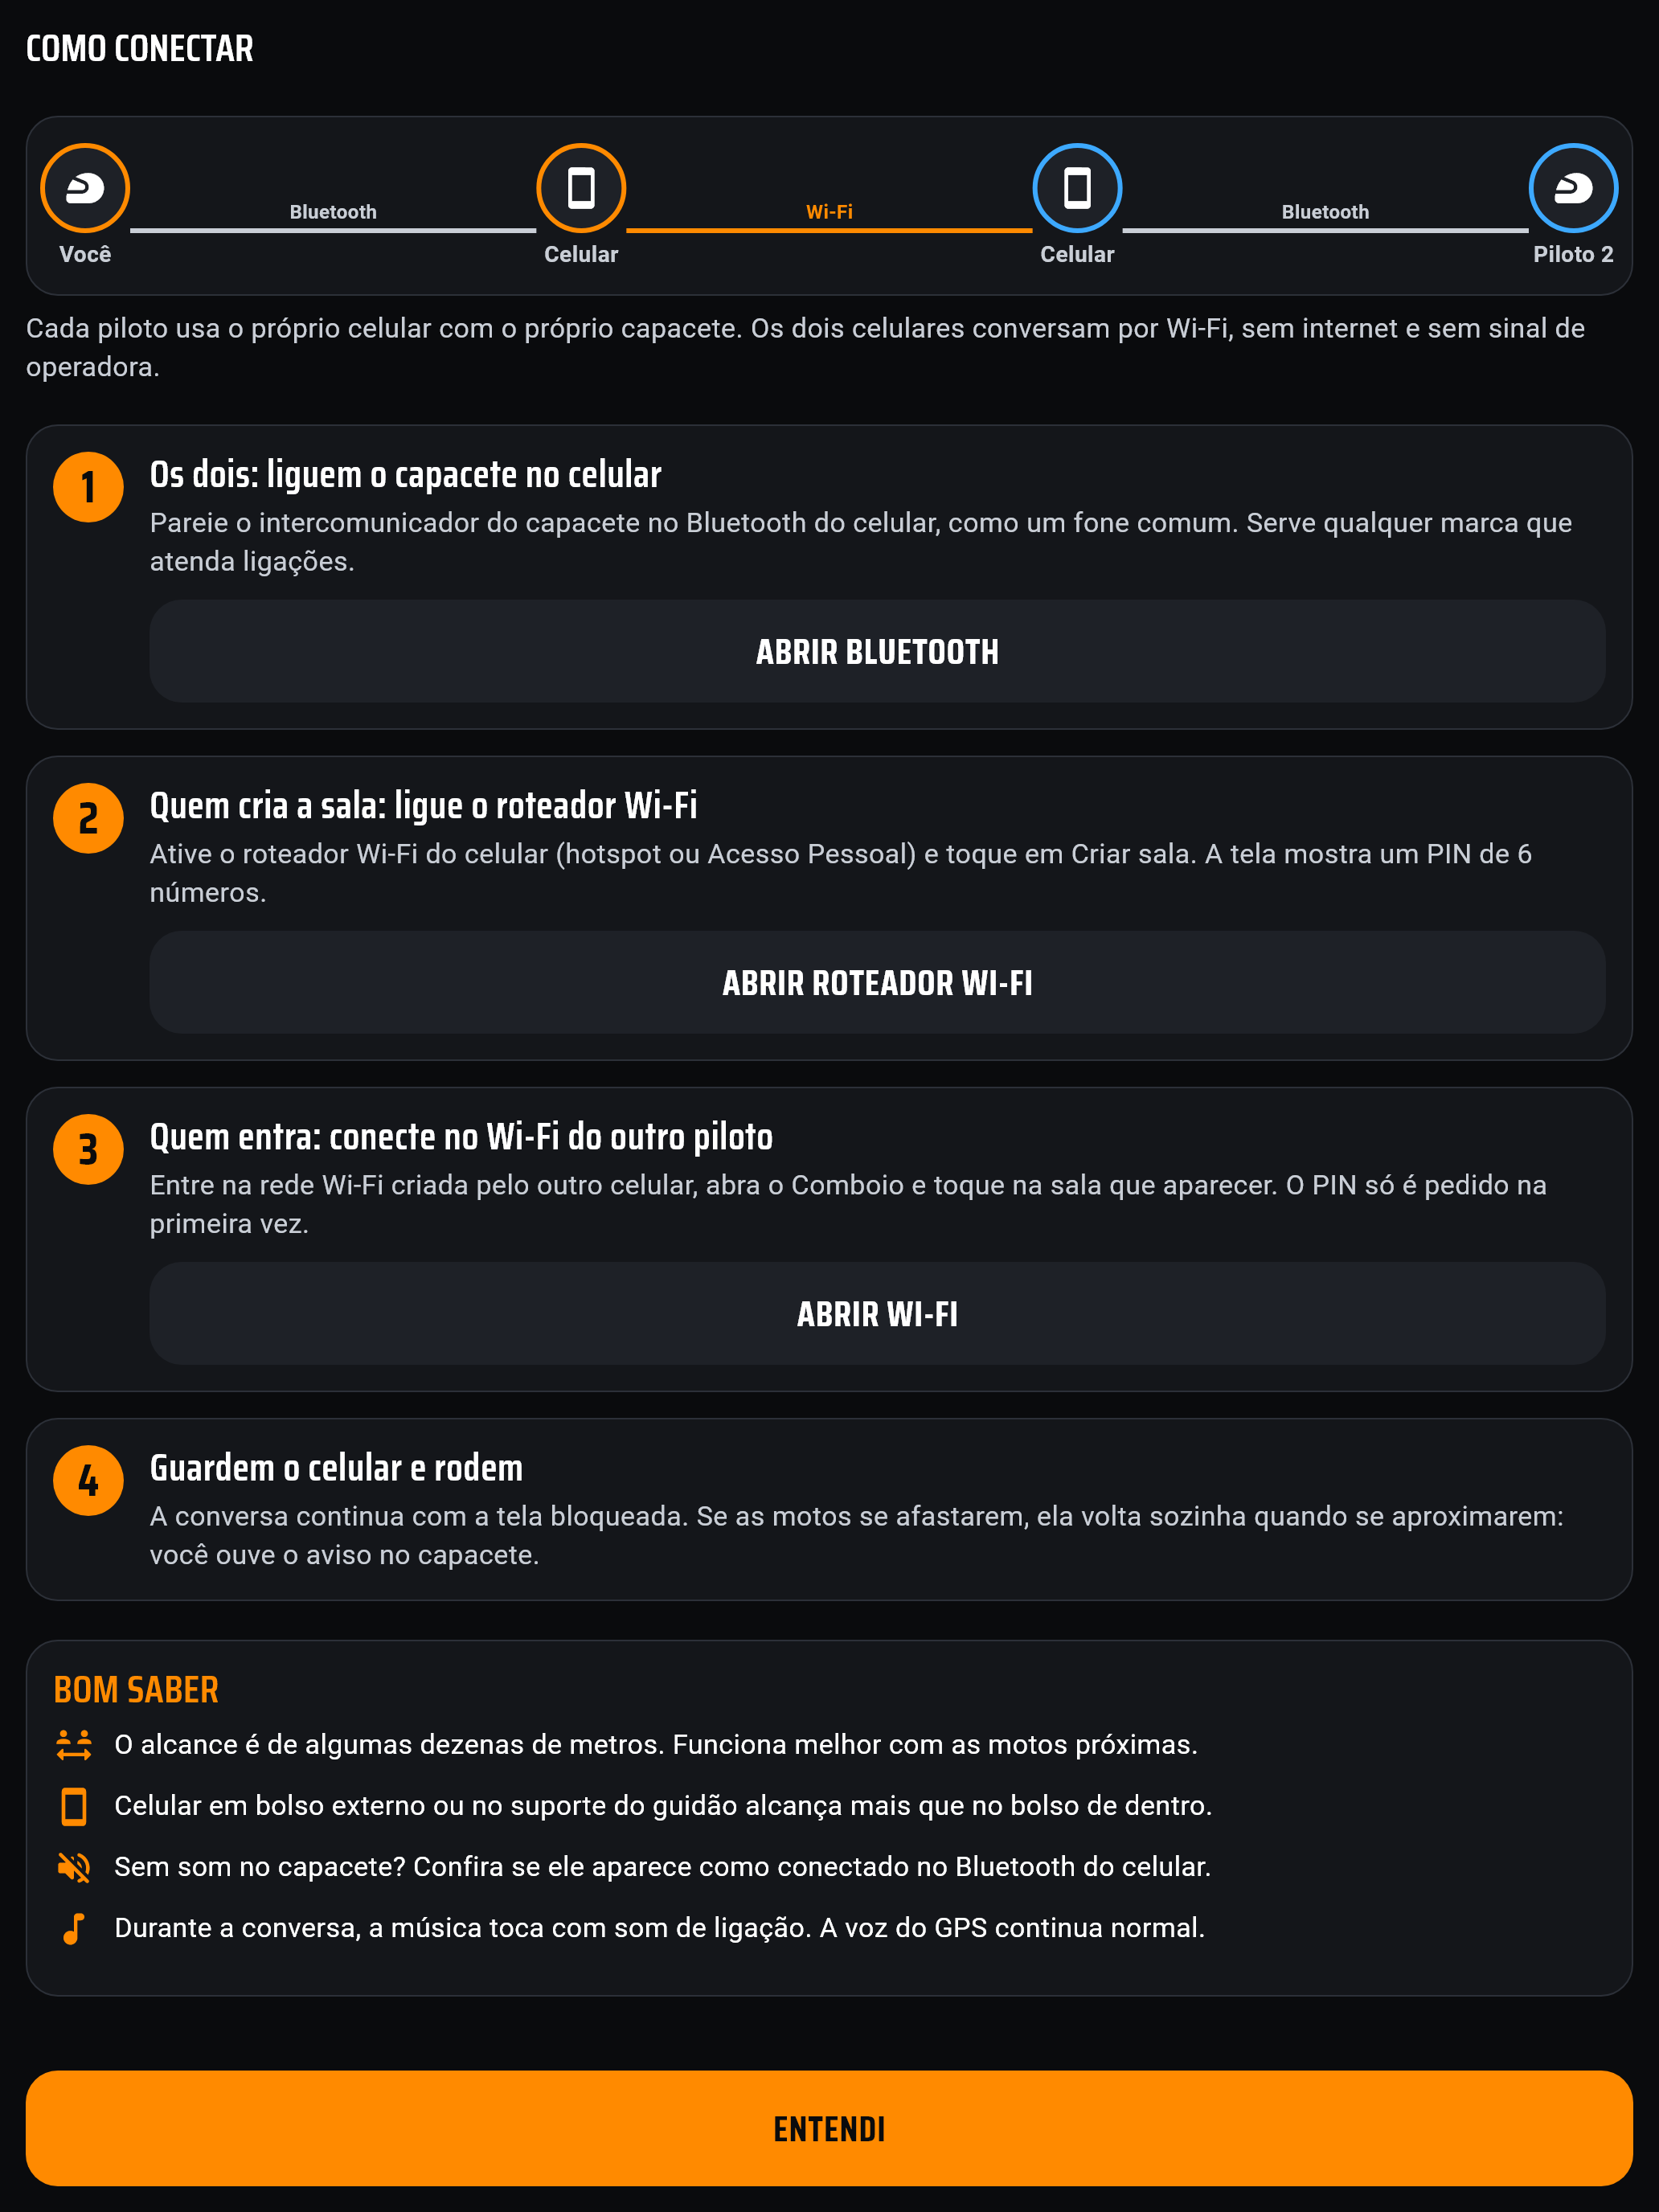 COMO CONECTAR
Bluetooth
Wi-Fi
Bluetooth
Você
Celular
Celular
Piloto 2
Cada piloto usa o próprio celular com o próprio capacete. Os dois celulares conversam por Wi-Fi, sem internet e sem sinal de
operadora.
1
Os dois: liguem o capacete no celular
Pareie o intercomunicador do capacete no Bluetooth do celular, como um fone comum. Serve qualquer marca que
atenda ligações.
ABRIR BLUETOOTH
2
Quem cria a sala: ligue o roteador Wi-Fi
Ative o roteador Wi-Fi do celular (hotspot ou Acesso Pessoal) e toque em Criar sala. A tela mostra um PIN de 6
números.
ABRIR ROTEADOR WI-FI
3
Quem entra: conecte no Wi-Fi do outro piloto
Entre na rede Wi-Fi criada pelo outro celular, abra o Comboio e toque na sala que aparecer. O PIN só é pedido na
primeira vez.
ABRIR WI-FI
4
Guardem o celular e rodem
A conversa continua com a tela bloqueada. Se as motos se afastarem, ela volta sozinha quando se aproximarem:
você ouve o aviso no capacete.
BOM SABER
O alcance é de algumas dezenas de metros. Funciona melhor com as motos próximas.
Celular em bolso externo ou no suporte do guidão alcança mais que no bolso de dentro.
Sem som no capacete? Confira se ele aparece como conectado no Bluetooth do celular.
Durante a conversa, a música toca com som de ligação. A voz do GPS continua normal.
ENTENDI